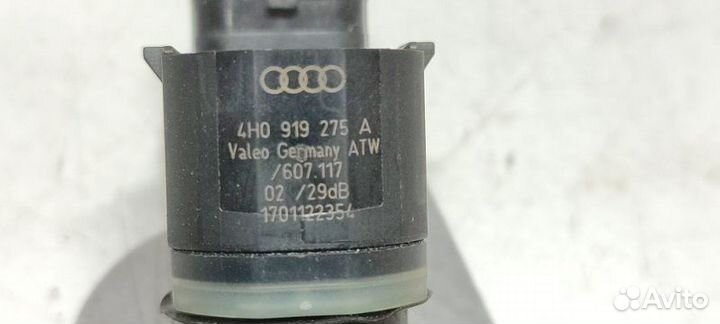 4H0 919 275 A
Valeo Germany ATW
/607.117
02 /29dB
1701122354
Avito